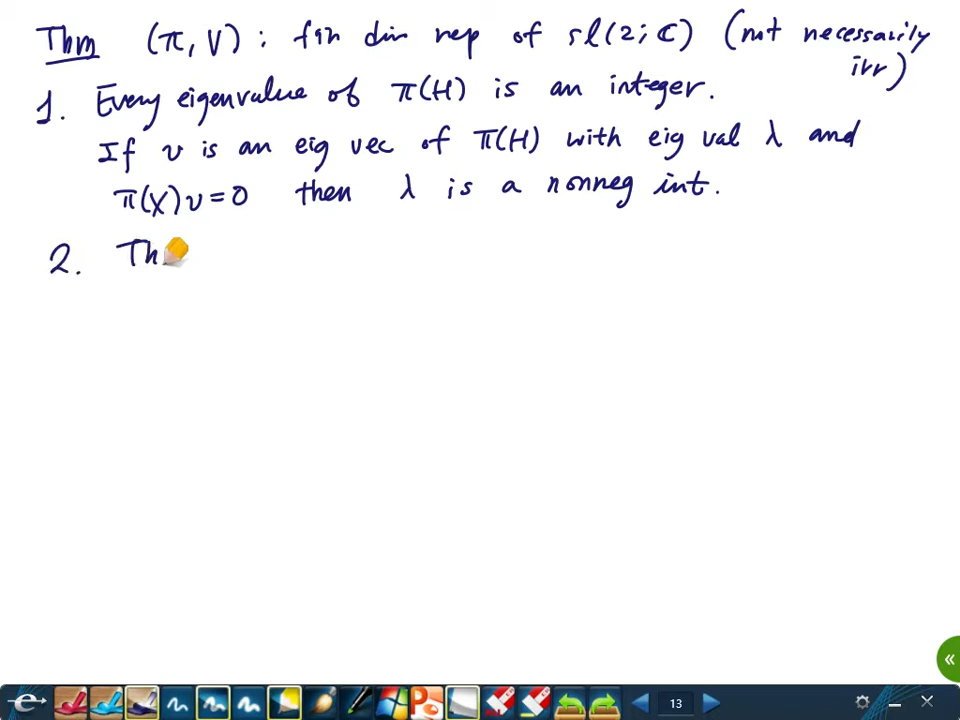 Thm (π, V) : fin dim rep of sl(2; ℂ) (not necessarily irr)
1. Every eigenvalue of π(H) is an integer.
If v is an eig vec of π(H) with eig val λ and
π(X)v = 0 then λ is a nonneg int.
2. Th
13